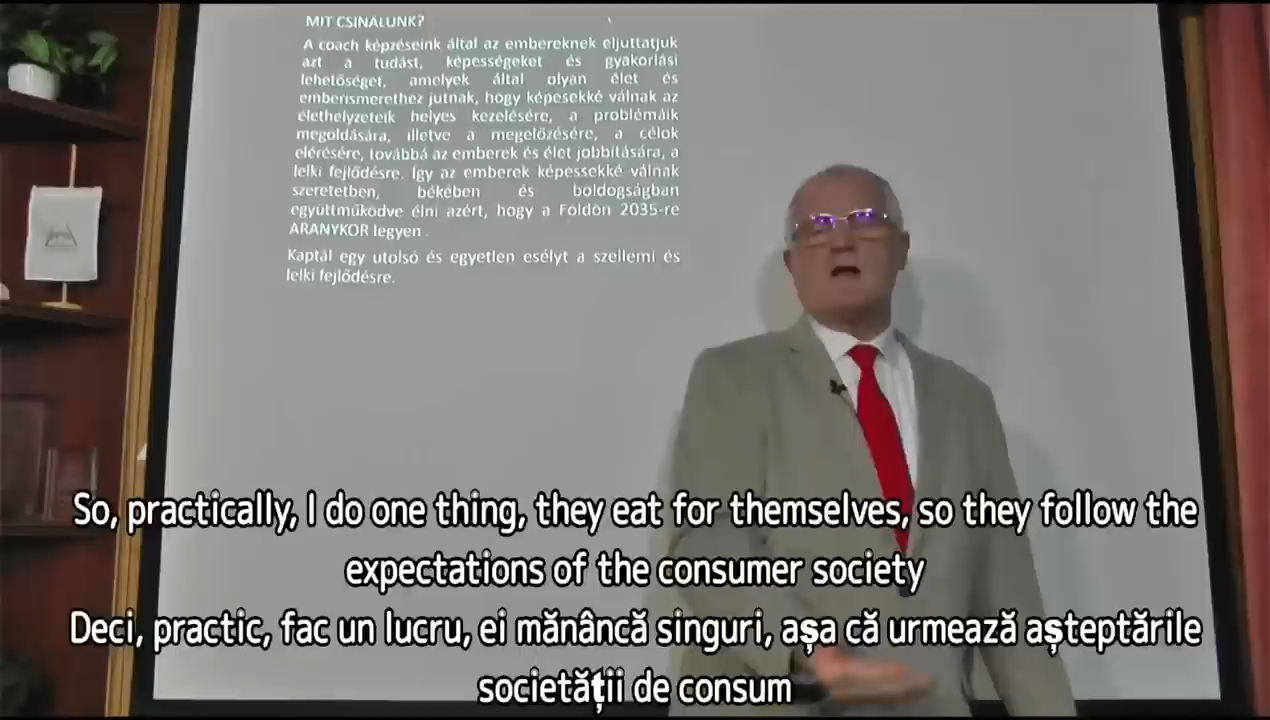 MIT CSINÁLUNK?
A coach képzéseink által az embereknek eljuttatjuk
azt a tudást, képességeket és gyakorlási
lehetőséget, amelyek által olyan élet és
emberismerethez jutnak, hogy képesekké válnak az
élethelyzeteik helyes kezelésére, a problémáik
megoldására, illetve a megelőzésére, a célok
elérésére, továbbá az emberek és élet jobbítására, a
lelki fejlődésre. Így az emberek képessekké válnak
szeretetben, békében és boldogságban
együttműködve élni azért, hogy a Földön 2035-re
ARANYKOR legyen .
Kaptál egy utolsó és egyetlen esélyt a szellemi és
lelki fejlődésre.
So, practically, I do one thing, they eat for themselves, so they follow the
expectations of the consumer society
Deci, practic, fac un lucru, ei mănâncă singuri, așa că urmează așteptările
societății de consum